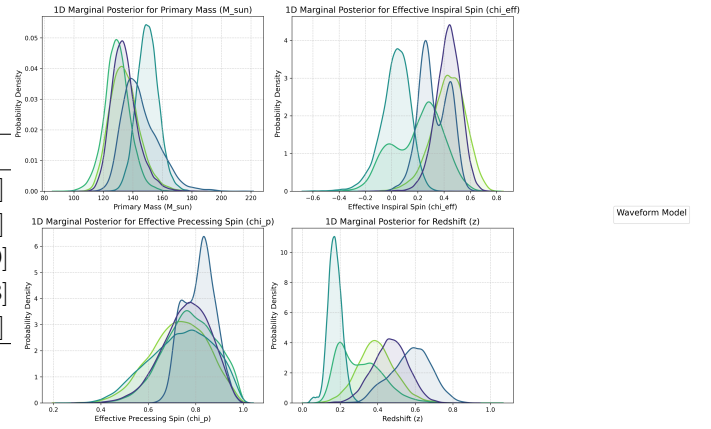 1D Marginal Posterior for Primary Mass (M_sun)
Probability Density
0.05
0.04
0.03
0.02
0.01
0.00
80 100 120 140 160 180 200 220
Primary Mass (M_sun)
1D Marginal Posterior for Effective Inspiral Spin (chi_eff)
Probability Density
4
3
2
1
0
−0.6 −0.4 −0.2 0.0 0.2 0.4 0.6 0.8
Effective Inspiral Spin (chi_eff)
Waveform Model
1D Marginal Posterior for Effective Precessing Spin (chi_p)
Probability Density
6
5
4
3
2
1
0
0.2 0.4 0.6 0.8 1.0
Effective Precessing Spin (chi_p)
1D Marginal Posterior for Redshift (z)
Probability Density
10
8
6
4
2
0
0.0 0.2 0.4 0.6 0.8 1.0
Redshift (z)
]
]
]
]
]